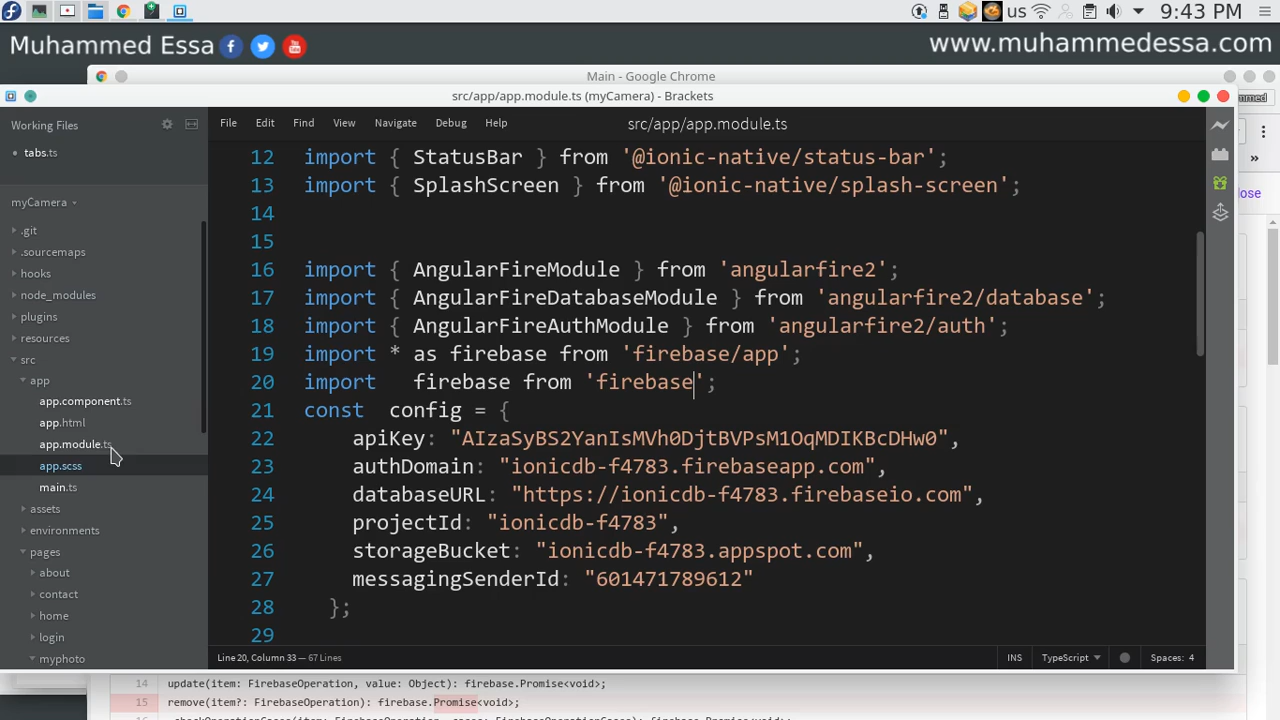 us
9:43 PM
Muhammed Essa
www.muhammedessa.com
Main - Google Chrome
src/app/app.module.ts (myCamera) - Brackets
Working Files
File Edit Find View Navigate Debug Help
src/app/app.module.ts
tabs.ts
myCamera
.git
.sourcemaps
hooks
node_modules
plugins
resources
src
app
app.component.ts
app.html
app.module.ts
app.scss
main.ts
assets
environments
pages
about
contact
home
login
myphoto
12 import { StatusBar } from '@ionic-native/status-bar';
13 import { SplashScreen } from '@ionic-native/splash-screen';
14
15
16 import { AngularFireModule } from 'angularfire2';
17 import { AngularFireDatabaseModule } from 'angularfire2/database';
18 import { AngularFireAuthModule } from 'angularfire2/auth';
19 import * as firebase from 'firebase/app';
20 import   firebase from 'firebase';
21 const  config = {
22     apiKey: "AIzaSyBS2YanIsMVh0DjtBVPsM1OqMDIKBcDHw0",
23     authDomain: "ionicdb-f4783.firebaseapp.com",
24     databaseURL: "https://ionicdb-f4783.firebaseio.com",
25     projectId: "ionicdb-f4783",
26     storageBucket: "ionicdb-f4783.appspot.com",
27     messagingSenderId: "601471789612"
28   };
29
Line 20, Column 33 — 67 Lines
INS TypeScript Spaces: 4
14 update(item: FirebaseOperation, value: Object): firebase.Promise<void>;
15 remove(item?: FirebaseOperation): firebase.Promise<void>;